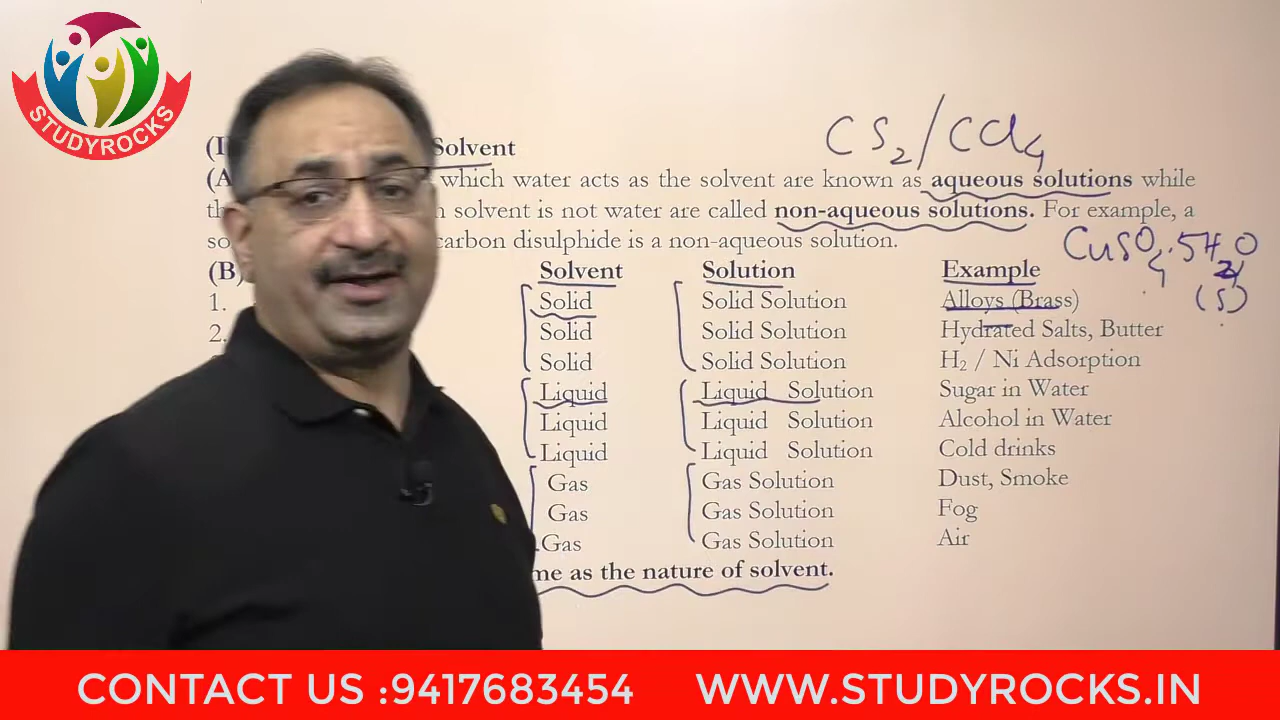 STUDYROCKS
CS2/CCl4
(I Solvent
(A which water acts as the solvent are known as aqueous solutions while
th n solvent is not water are called non-aqueous solutions. For example, a
so carbon disulphide is a non-aqueous solution.
CuSO4.5H2O
(s)
(B) Solvent Solution Example
1. Solid Solid Solution Alloys (Brass)
2. Solid Solid Solution Hydrated Salts, Butter
Solid Solid Solution H2 / Ni Adsorption
Liquid Liquid Solution Sugar in Water
Liquid Liquid Solution Alcohol in Water
Liquid Liquid Solution Cold drinks
Gas Gas Solution Dust, Smoke
Gas Gas Solution Fog
Gas Gas Solution Air
me as the nature of solvent.
CONTACT US :9417683454 WWW.STUDYROCKS.IN